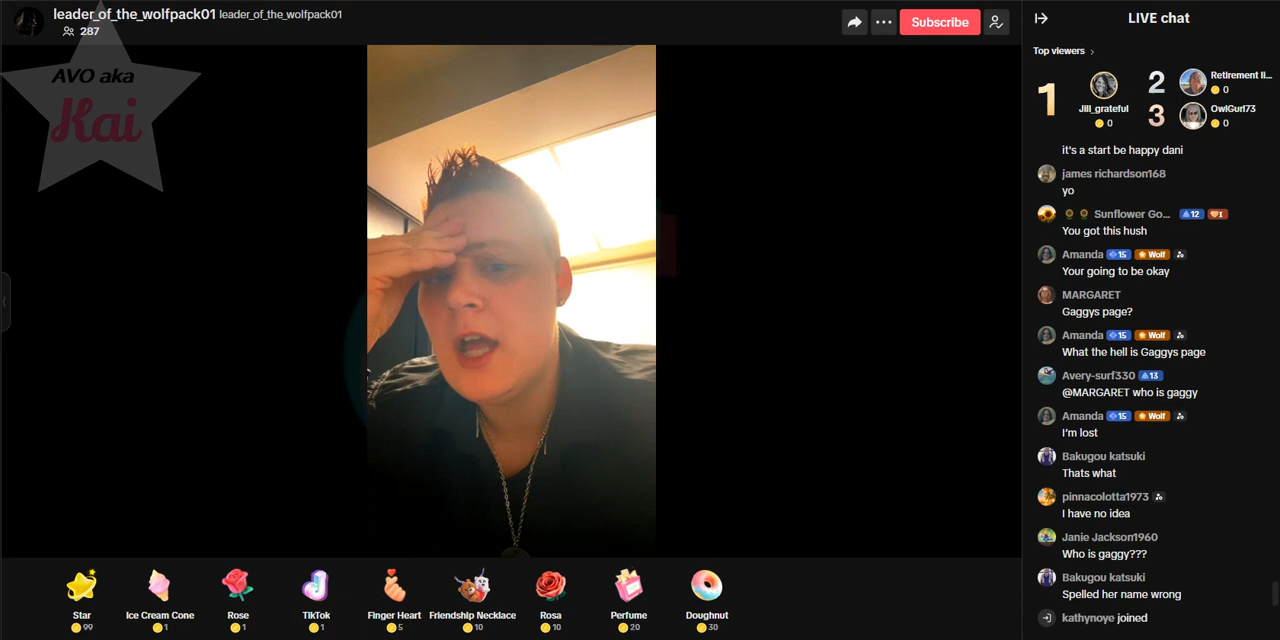 leader_of_the_wolfpack01 leader_of_the_wolfpack01
287
Subscribe
AVO aka
Kai
LIVE chat
Top viewers
1
Jill_grateful
0
2
Retirement li...
0
3
OwlGurl73
0
it's a start be happy dani
james richardson168
yo
Sunflower Go... 12 1
You got this hush
Amanda 15 Wolf
Your going to be okay
MARGARET
Gaggys page?
Amanda 15 Wolf
What the hell is Gaggys page
Avery-surf330 13
@MARGARET who is gaggy
Amanda 15 Wolf
I'm lost
Bakugou katsuki
Thats what
pinnacolotta1973
I have no idea
Janie Jackson1960
Who is gaggy???
Bakugou katsuki
Spelled her name wrong
kathynoye joined
Star
99
Ice Cream Cone
1
Rose
1
TikTok
1
Finger Heart
5
Friendship Necklace
10
Rosa
10
Perfume
20
Doughnut
30